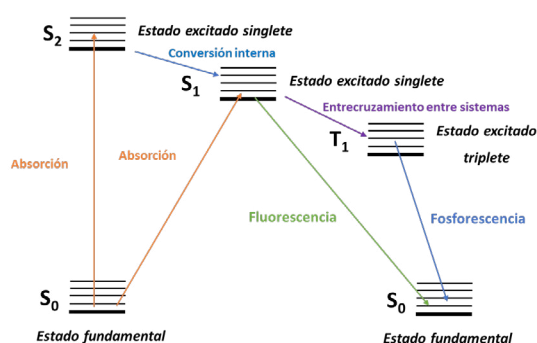 S2
Estado excitado singlete
Conversión interna
S1
Estado excitado singlete
Entrecruzamiento entre sistemas
T1
Estado excitado
triplete
Absorción
Absorción
Fluorescencia
Fosforescencia
S0
Estado fundamental
S0
Estado fundamental